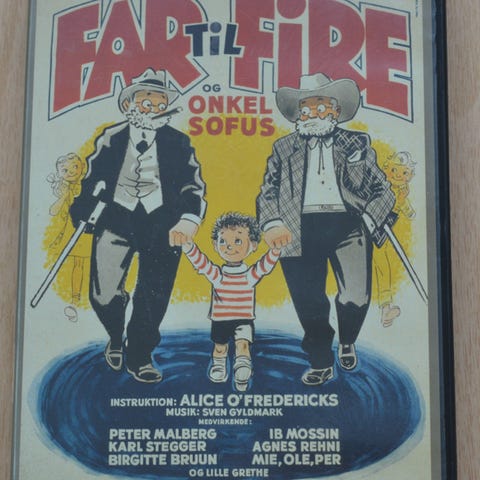 FAR TiL FiRE
OG
ONKEL
SOFUS
INSTRUKTION: ALICE O'FREDERICKS
MUSIK: SVEN GYLDMARK
MEDVIRKENDE:
PETER MALBERG IB MOSSIN
KARL STEGGER AGNES REHNI
BIRGITTE BRUUN MIE, OLE, PER
OG LILLE GRETHE